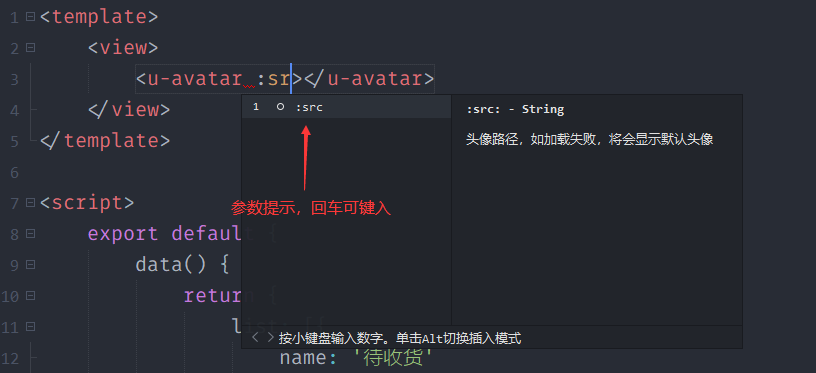 1 <template>
2 <view>
3 <u-avatar :sr></u-avatar>
4 </view>
5 </template>
6
7 <script>
8 export default {
9 data() {
10 return {
11 l
12 name: '待收货'
1 :src
:src: - String
头像路径，如加载失败，将会显示默认头像
参数提示，回车可键入
按小键盘输入数字。单击Alt切换插入模式